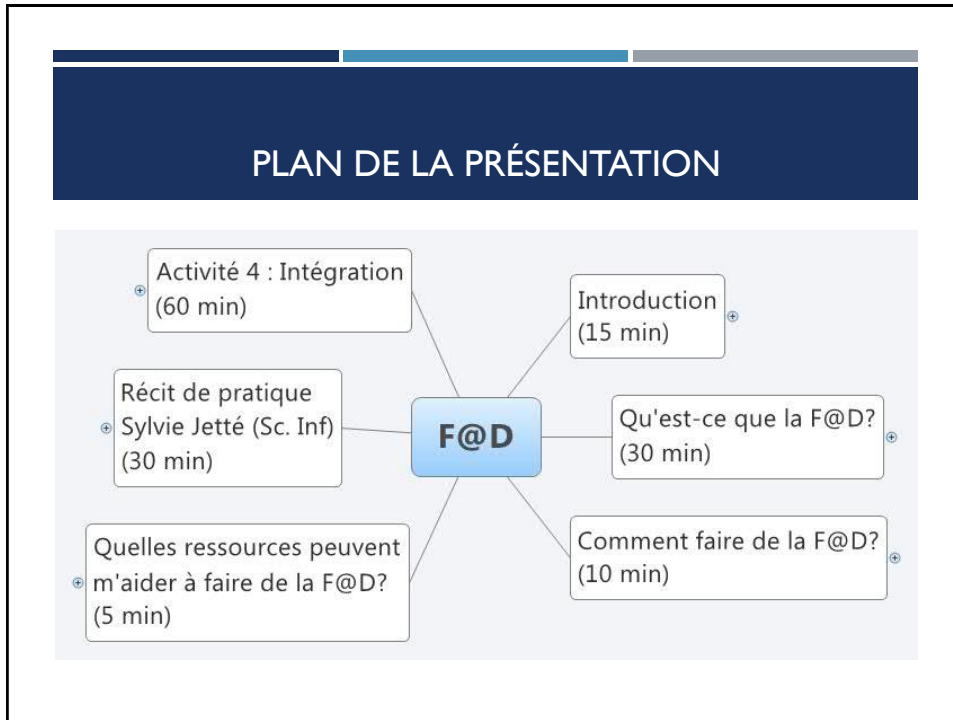 PLAN DE LA PRÉSENTATION
Activité 4 : Intégration
(60 min)
Introduction
(15 min)
Récit de pratique
Sylvie Jetté (Sc. Inf)
(30 min)
F@D
Qu'est-ce que la F@D?
(30 min)
Quelles ressources peuvent
m'aider à faire de la F@D?
(5 min)
Comment faire de la F@D?
(10 min)